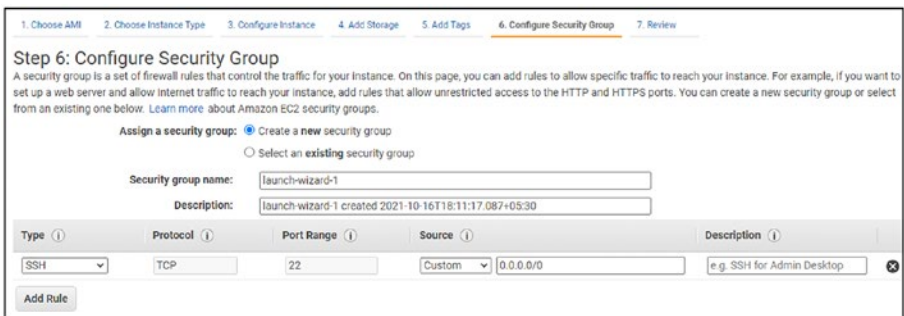 1. Choose AMI 2. Choose Instance Type 3. Configure Instance 4. Add Storage 5. Add Tags 6. Configure Security Group 7. Review
Step 6: Configure Security Group
A security group is a set of firewall rules that control the traffic for your instance. On this page, you can add rules to allow specific traffic to reach your instance. For example, if you want to
set up a web server and allow Internet traffic to reach your instance, add rules that allow unrestricted access to the HTTP and HTTPS ports. You can create a new security group or select
from an existing one below. Learn more about Amazon EC2 security groups.
Assign a security group: Create a new security group
Select an existing security group
Security group name: launch-wizard-1
Description: launch-wizard-1 created 2021-10-16T18:11:17.087+05:30
Type Protocol Port Range Source Description
SSH TCP 22 Custom 0.0.0.0/0 e.g. SSH for Admin Desktop
Add Rule